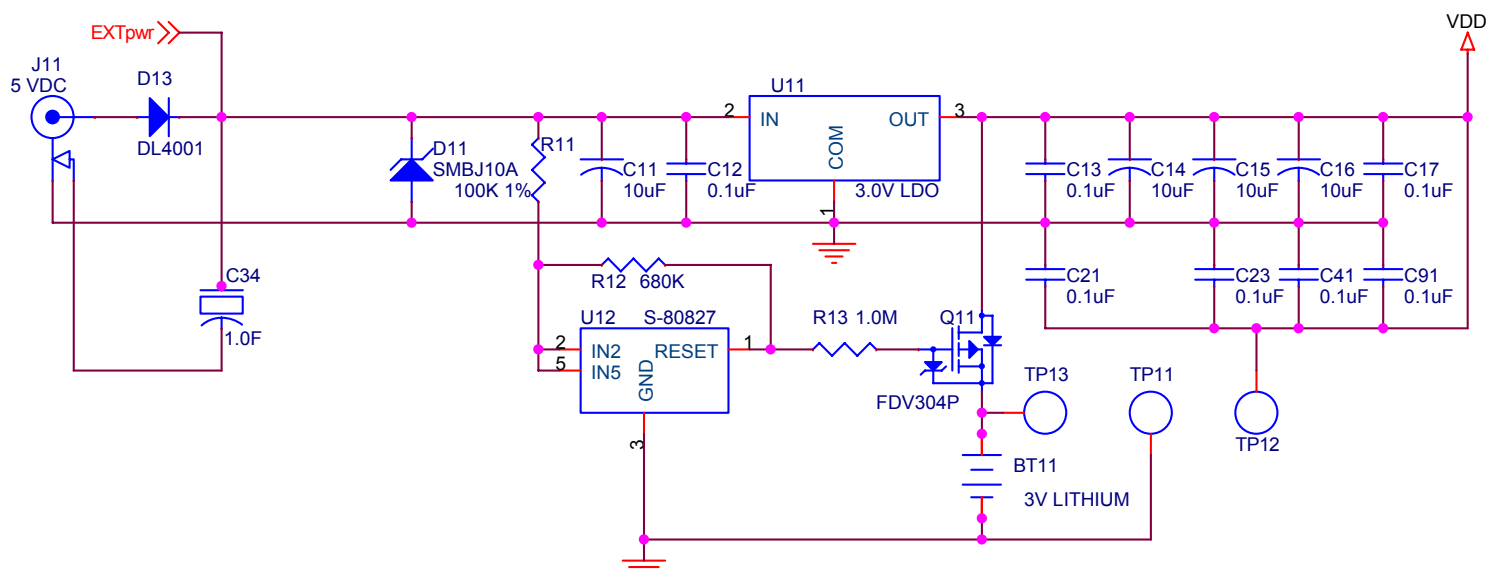 VDD
EXTpwr
J11
5 VDC
D13
DL4001
U11
2
IN
OUT
3
COM
1
3.0V LDO
D11
SMBJ10A
R11
100K 1%
C11
10uF
C12
0.1uF
C13
0.1uF
C14
10uF
C15
10uF
C16
10uF
C17
0.1uF
C34
1.0F
R12 680K
C21
0.1uF
C23
0.1uF
C41
0.1uF
C91
0.1uF
U12
S-80827
2
IN2
5
IN5
RESET
1
GND
3
R13 1.0M
Q11
FDV304P
TP13
TP11
TP12
BT11
3V LITHIUM